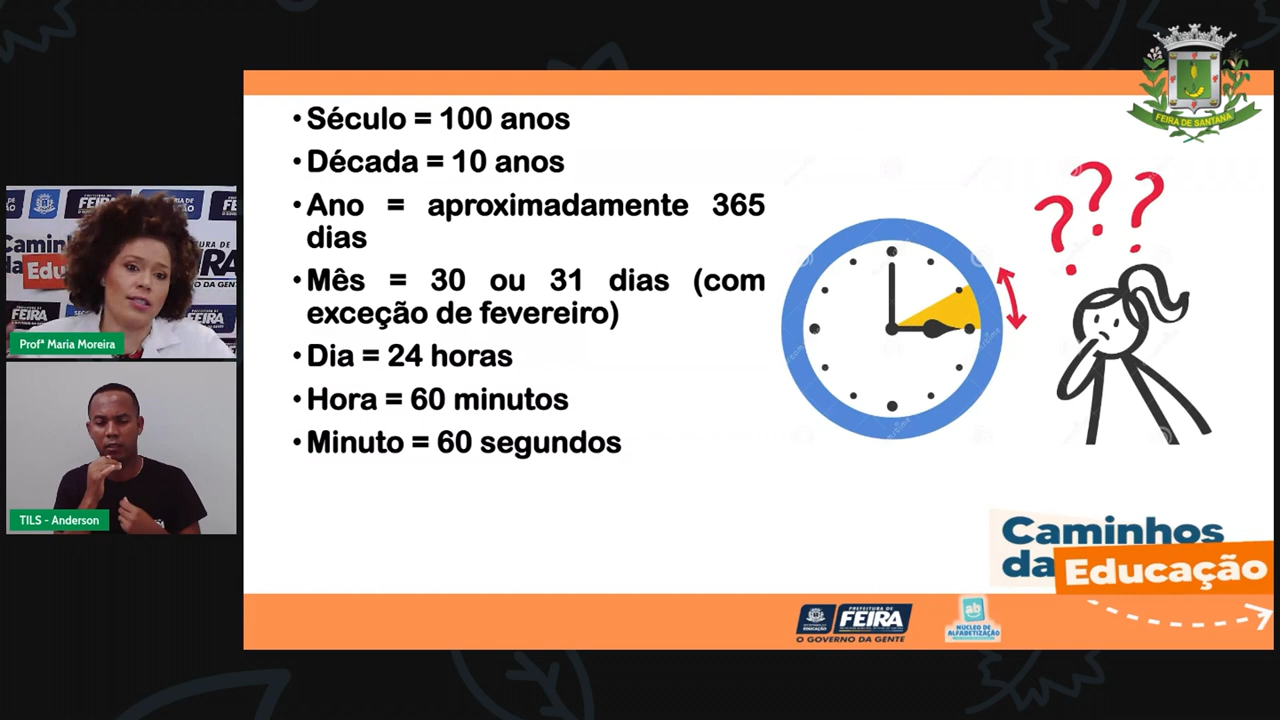 FEIRA DE SANTANA
• Século = 100 anos
• Década = 10 anos
• Ano = aproximadamente 365
dias
• Mês = 30 ou 31 dias (com
exceção de fevereiro)
• Dia = 24 horas
• Hora = 60 minutos
• Minuto = 60 segundos
???
Profª Maria Moreira
TILS - Anderson
Caminhos
da Educação
PREFEITURA DE
FEIRA
EDUCAÇÃO
O GOVERNO DA GENTE
ab
NÚCLEO DE
ALFABETIZAÇÃO